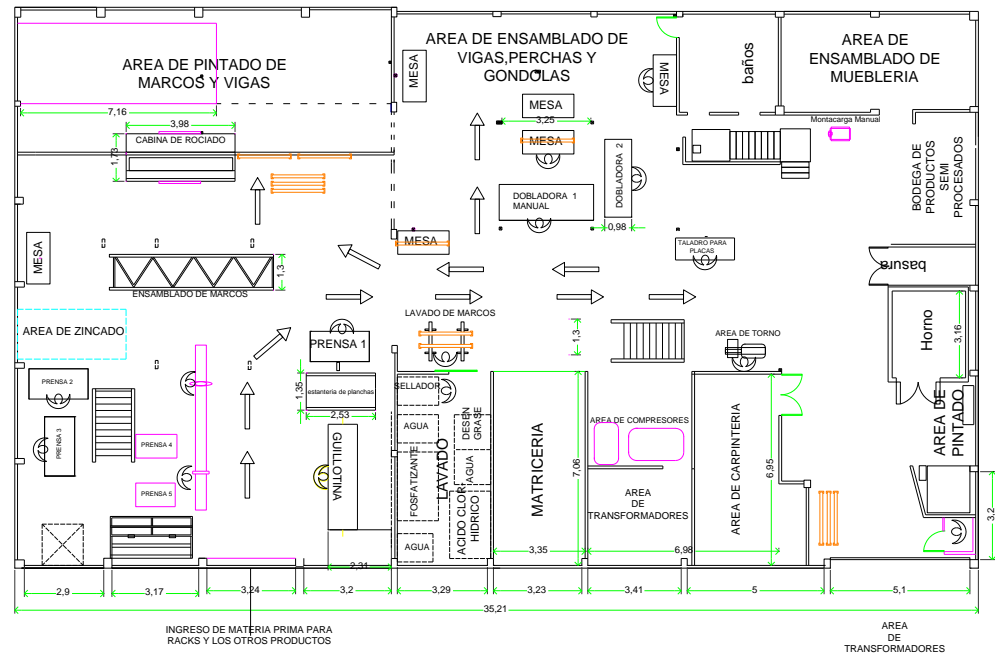 AREA DE PINTADO DE
MARCOS Y VIGAS
7,16
3,98
CABINA DE ROCIADO
1,73
MESA
AREA DE ENSAMBLADO DE
VIGAS,PERCHAS Y
GONDOLAS
MESA
MESA
3,25
MESA
MESA
DOBLADORA 1
MANUAL
DOBLADORA 2
0,98
MESA
baños
AREA DE
ENSAMBLADO DE
MUEBLERIA
Montacarga Manual
BODEGA DE
PRODUCTOS
SEMI
PROCESADOS
TALADRO PARA
PLACAS
basura
Horno
3,16
AREA DE
PINTADO
3,2
1,3
ENSAMBLADO DE MARCOS
AREA DE ZINCADO
PRENSA 1
PRENSA 2
PRENSA 3
PRENSA 4
PRENSA 5
1,35
estanteria de planchas
2,53
GUILLOTINA
2,31
LAVADO DE MARCOS
1,3
SELLADOR
AGUA
FOSFATIZANTE
AGUA
LAVADO
DESEN
GRASE
AGUA
ACIDO CLOR-
HIDRICO
MATRICERIA
7,06
3,35
AREA DE COMPRESORES
AREA
DE
TRANSFORMADORES
6,98
AREA DE TORNO
AREA DE CARPINTERIA
6,95
2,9
3,17
3,24
3,2
3,29
3,23
3,41
5
5,1
35,21
INGRESO DE MATERIA PRIMA PARA
RACKS Y LOS OTROS PRODUCTOS
AREA
DE
TRANSFORMADORES